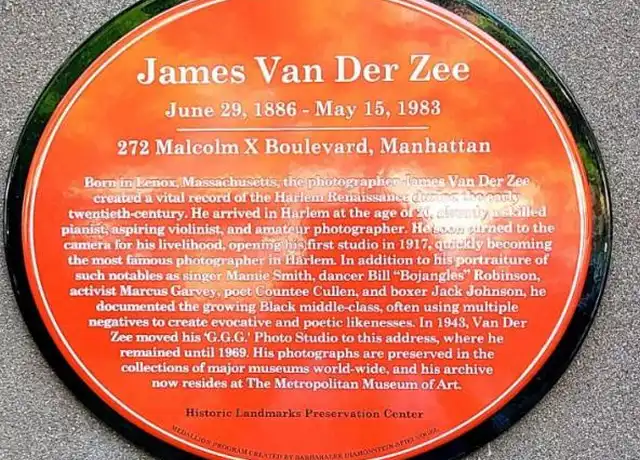 James Van Der Zee
June 29, 1886 - May 15, 1983
272 Malcolm X Boulevard, Manhattan
Born in Lenox, Massachusetts, the photographer James Van Der Zee
created a vital record of the Harlem Renaissance during the early
twentieth-century. He arrived in Harlem at the age of 20, already a skilled
pianist, aspiring violinist, and amateur photographer. He soon turned to the
camera for his livelihood, opening his first studio in 1917, quickly becoming
the most famous photographer in Harlem. In addition to his portraiture of
such notables as singer Mamie Smith, dancer Bill "Bojangles" Robinson,
activist Marcus Garvey, poet Countee Cullen, and boxer Jack Johnson, he
documented the growing Black middle-class, often using multiple
negatives to create evocative and poetic likenesses. In 1943, Van Der
Zee moved his 'G.G.G.' Photo Studio to this address, where he
remained until 1969. His photographs are preserved in the
collections of major museums world-wide, and his archive
now resides at The Metropolitan Museum of Art.
Historic Landmarks Preservation Center
MEDALLION PROGRAM CREATED BY BARBARALEE DIAMONSTEIN-SPIELVOGEL